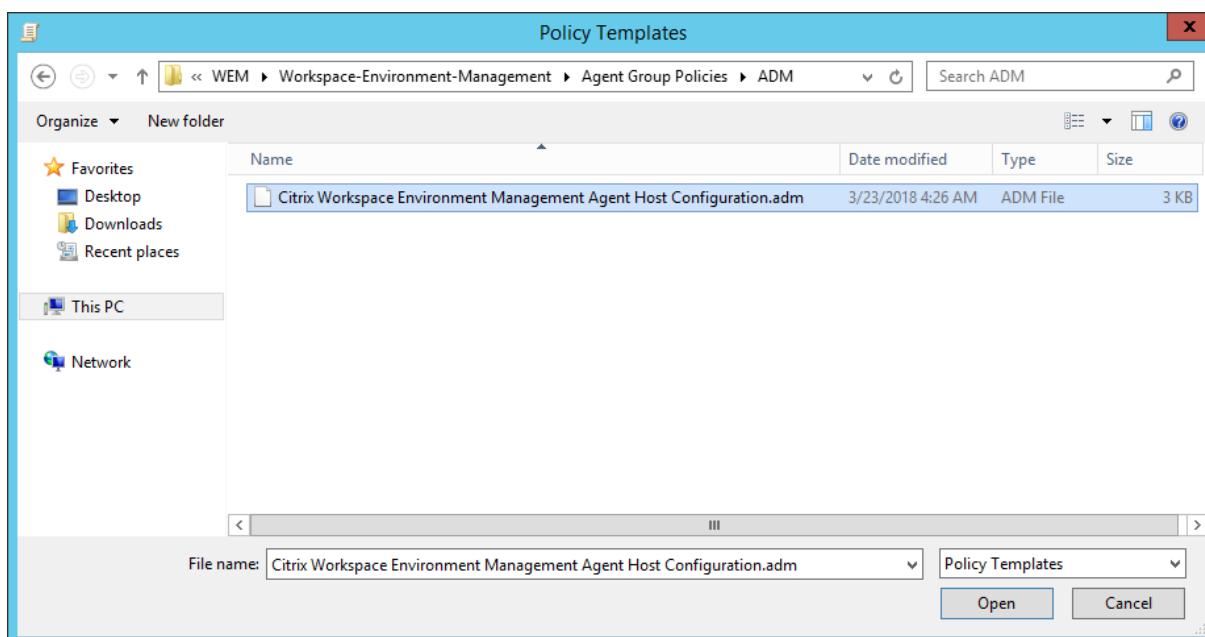 Policy Templates
x
« WEM ▸ Workspace-Environment-Management ▸ Agent Group Policies ▸ ADM
Search ADM
Organize New folder
Favorites
Desktop
Downloads
Recent places
This PC
Network
Name Date modified Type Size
Citrix Workspace Environment Management Agent Host Configuration.adm 3/23/2018 4:26 AM ADM File 3 KB
File name: Citrix Workspace Environment Management Agent Host Configuration.adm Policy Templates
Open Cancel